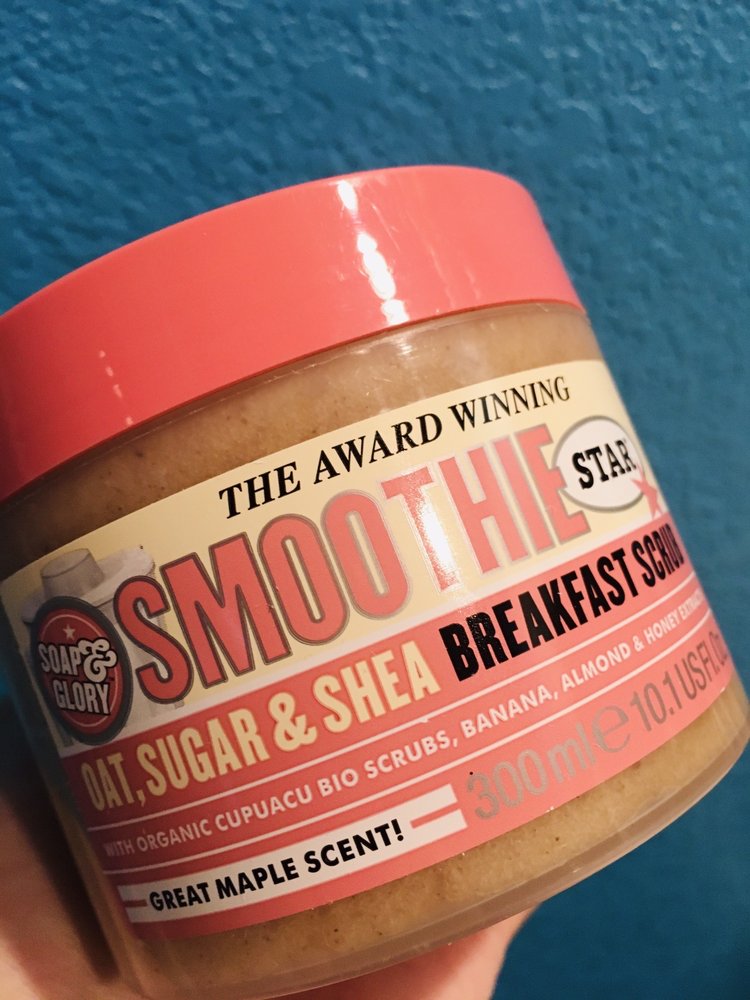 THE AWARD WINNING
SMOOTHIE
STAR
SOAP&
GLORY
OAT, SUGAR & SHEA BREAKFAST SCRUB
WITH ORGANIC CUPUACU BIO SCRUBS, BANANA, ALMOND & HONEY EXTRACTS
GREAT MAPLE SCENT!
300ml℮10.1 US FL.Oz